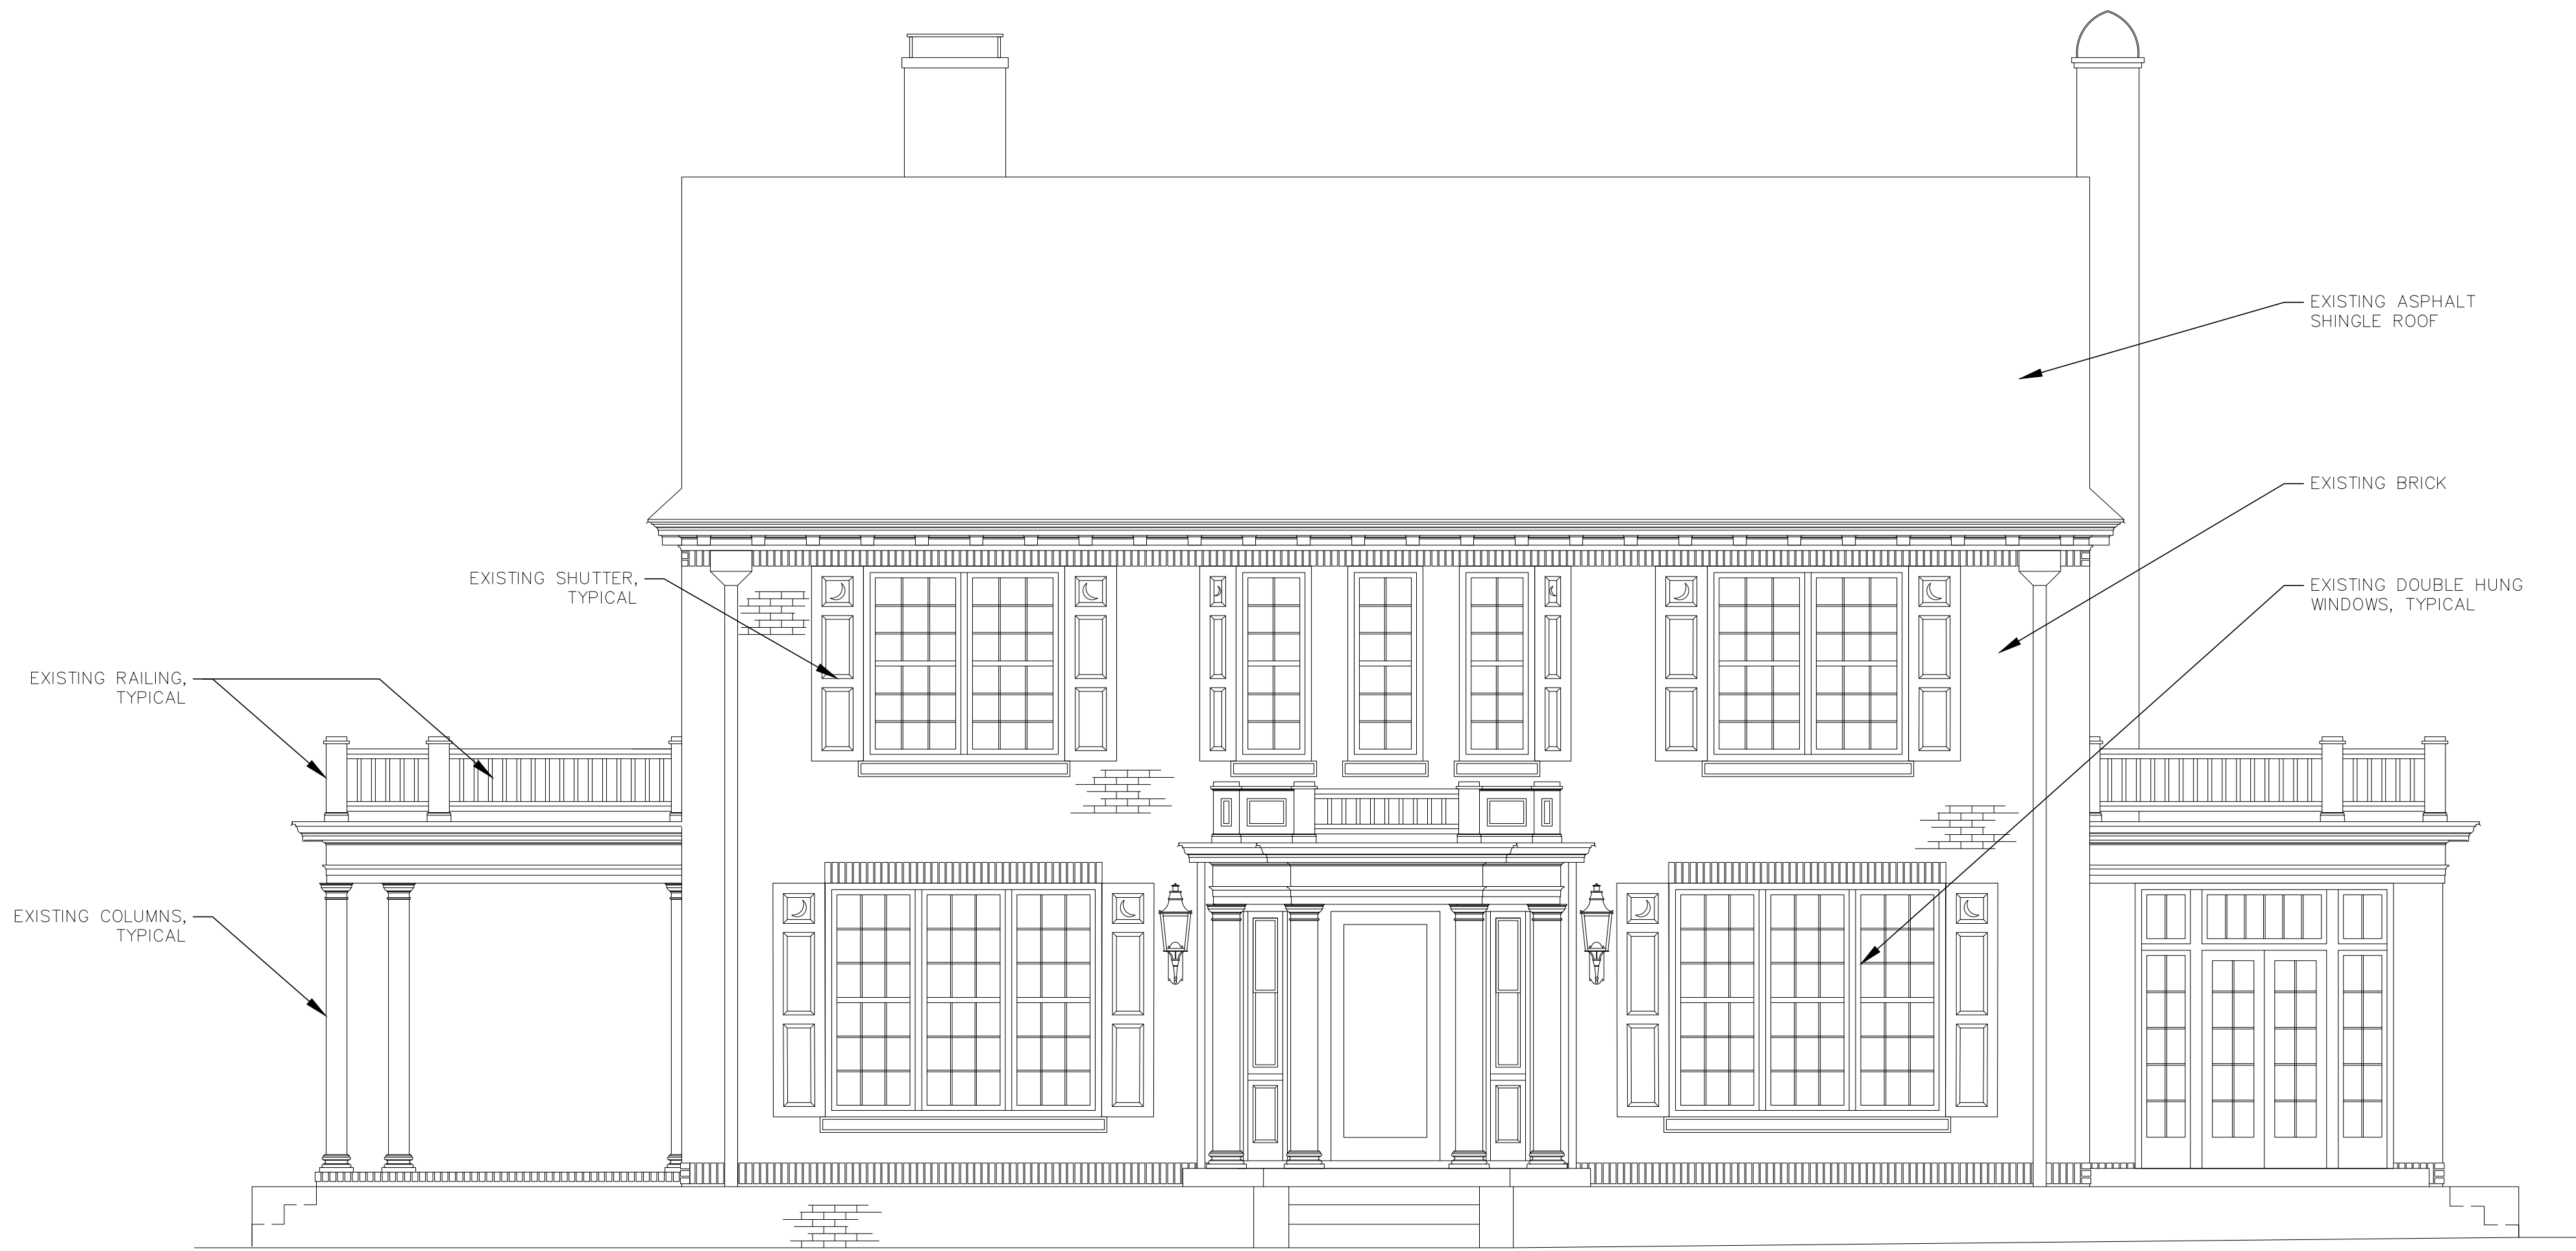 EXISTING ASPHALT
SHINGLE ROOF
EXISTING BRICK
EXISTING SHUTTER,
TYPICAL
EXISTING DOUBLE HUNG
WINDOWS, TYPICAL
EXISTING RAILING,
TYPICAL
EXISTING COLUMNS,
TYPICAL